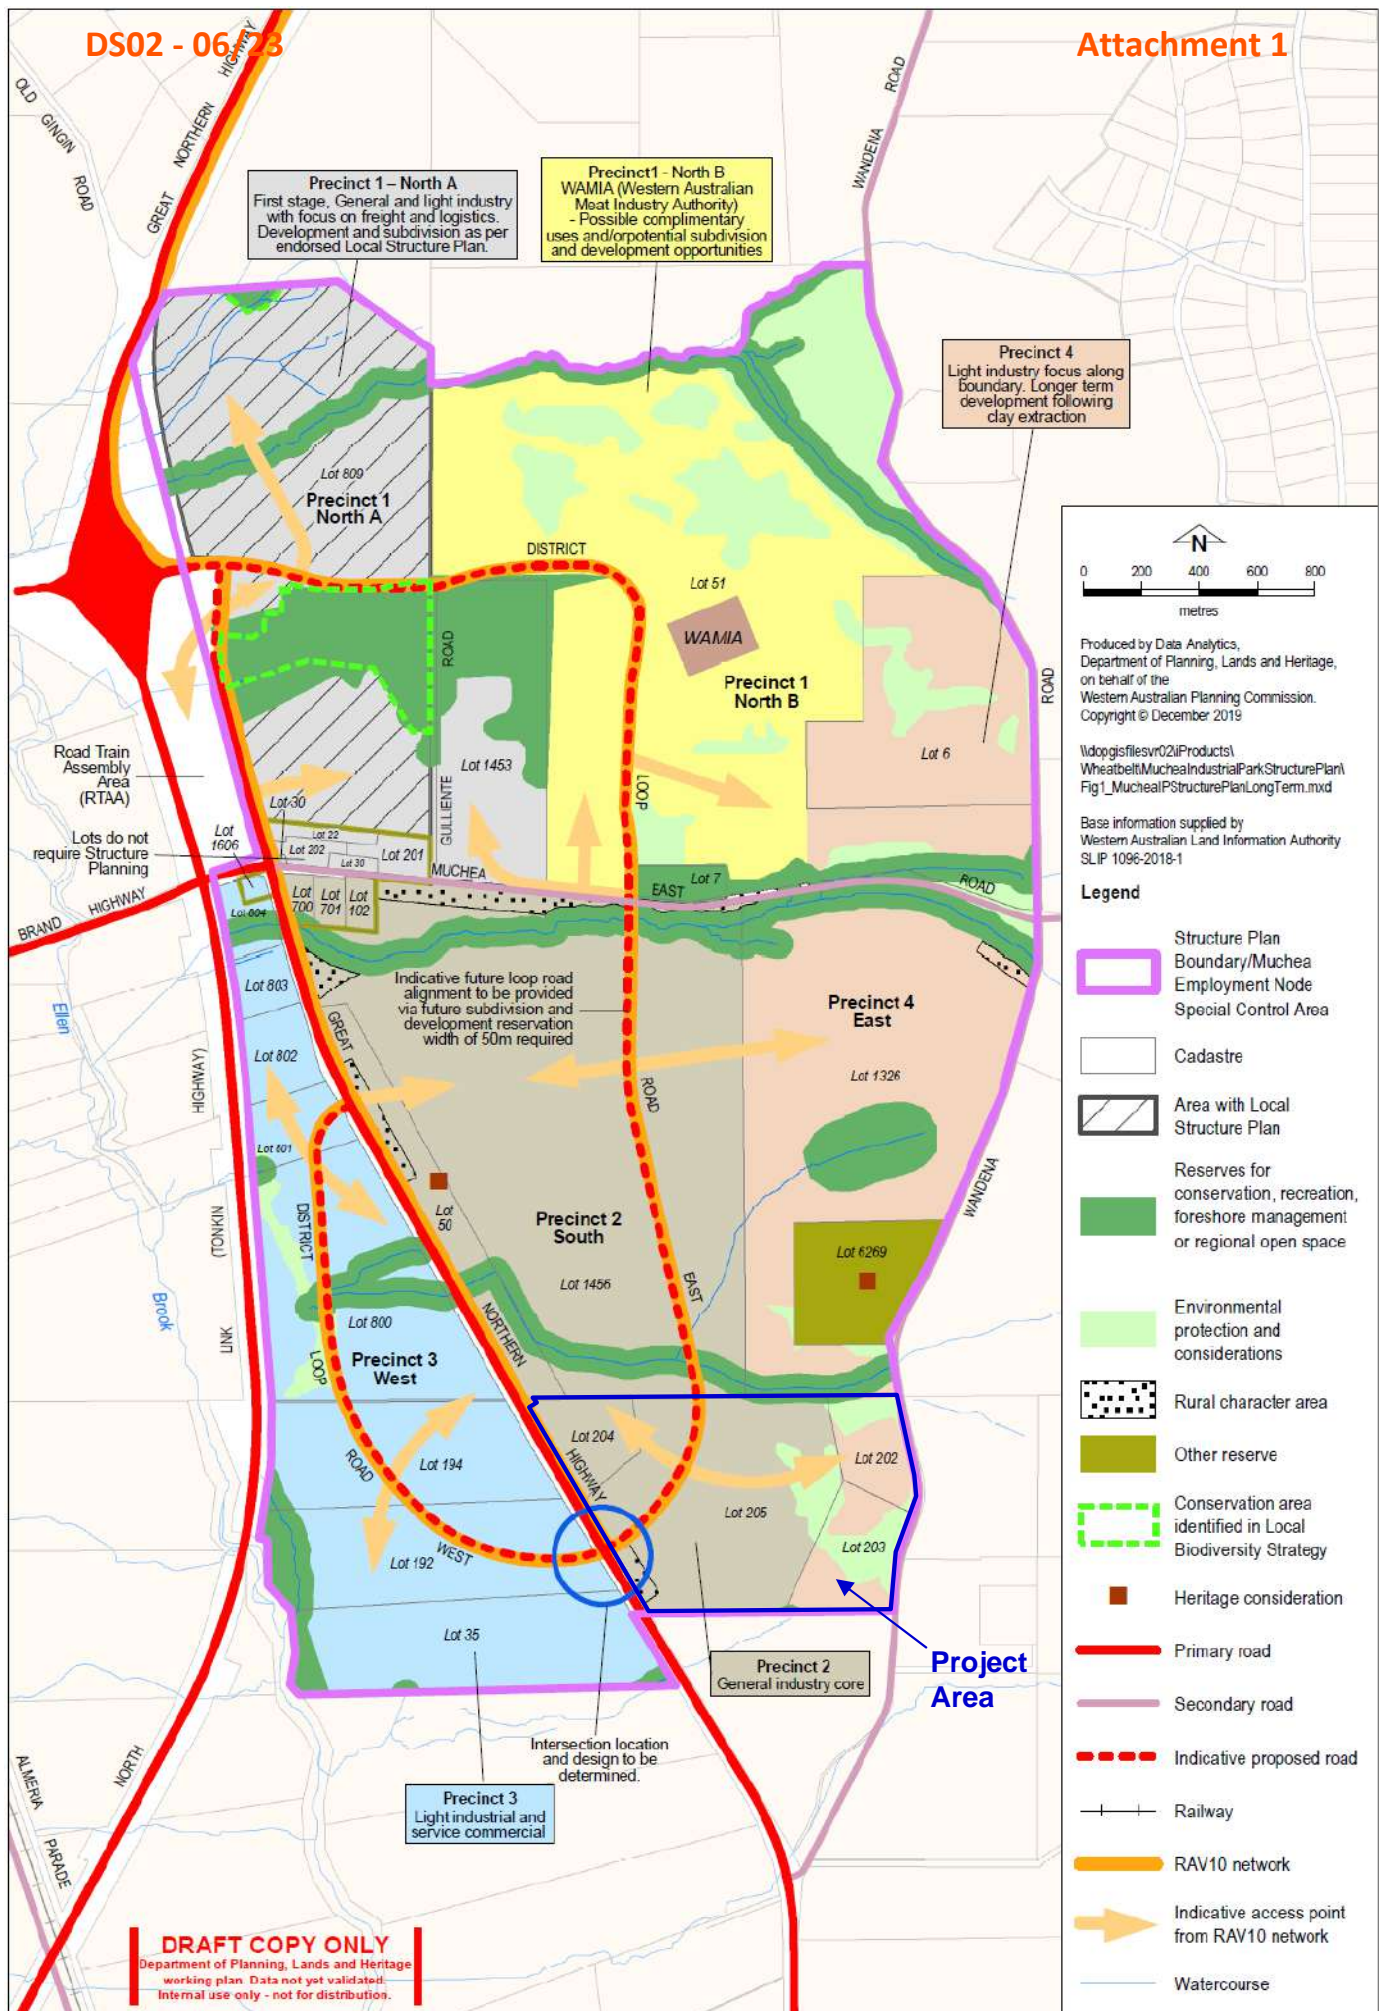 DS02 - 06/23
Attachment 1
OLD
GINGIN
ROAD
GREAT
NORTHERN
HIGHWAY
WANDENA
ROAD
Precinct 1 – North A
First stage, General and light industry
with focus on freight and logistics.
Development and subdivision as per
endorsed Local Structure Plan.
Precinct1 - North B
WAMIA (Western Australian
Meat Industry Authority)
- Possible complimentary
uses and/orpotential subdivision
and development opportunities
Precinct 4
Light industry focus along
boundary. Longer term
development following
clay extraction
Lot 809
Precinct 1
North A
DISTRICT
Lot 51
WAMIA
Precinct 1
North B
ROAD
ROAD
Lot 6
Road Train
Assembly
Area
(RTAA)
Lot 1453
GULLIENTE
LOOP
Lot 30
Lots do not
require Structure
Planning
Lot
1606
Lot 22
Lot 202
Lot 30
Lot 201
MUCHEA
EAST
ROAD
Lot 7
BRAND
HIGHWAY
Lot 604
Lot
700
Lot
701
Lot
102
Lot 803
GREAT
Indicative future loop road
alignment to be provided
via future subdivision and
development reservation
width of 50m required
Precinct 4
East
Ellen
Lot 802
Lot 1326
ROAD
HIGHWAY)
Lot 601
WANDENA
DISTRICT
Lot
50
Precinct 2
South
(TONKIN
Lot 6269
Brook
Lot 1456
EAST
LINK
Lot 800
NORTHERN
LOOP
Precinct 3
West
Lot 204
Lot 202
ROAD
Lot 194
HIGHWAY
Lot 205
Lot 203
WEST
Lot 192
Lot 35
Precinct 2
General industry core
Project
Area
Intersection location
and design to be
determined.
NORTH
ALMERIA
PARADE
Precinct 3
Light industrial and
service commercial
DRAFT COPY ONLY
Department of Planning, Lands and Heritage
working plan. Data not yet validated.
Internal use only - not for distribution.
N
0 200 400 600 800
metres
Produced by Data Analytics,
Department of Planning, Lands and Heritage,
on behalf of the
Western Australian Planning Commission.
Copyright © December 2019
\\dopgisfilesvr02\iProducts\
Wheatbelt\MucheaIndustrialParkStructurePlan\
Fig1_MucheaIPStructurePlanLongTerm.mxd
Base information supplied by
Western Australian Land Information Authority
SLIP 1096-2018-1
Legend
Structure Plan
Boundary/Muchea
Employment Node
Special Control Area
Cadastre
Area with Local
Structure Plan
Reserves for
conservation, recreation,
foreshore management
or regional open space
Environmental
protection and
considerations
Rural character area
Other reserve
Conservation area
identified in Local
Biodiversity Strategy
Heritage consideration
Primary road
Secondary road
Indicative proposed road
Railway
RAV10 network
Indicative access point
from RAV10 network
Watercourse